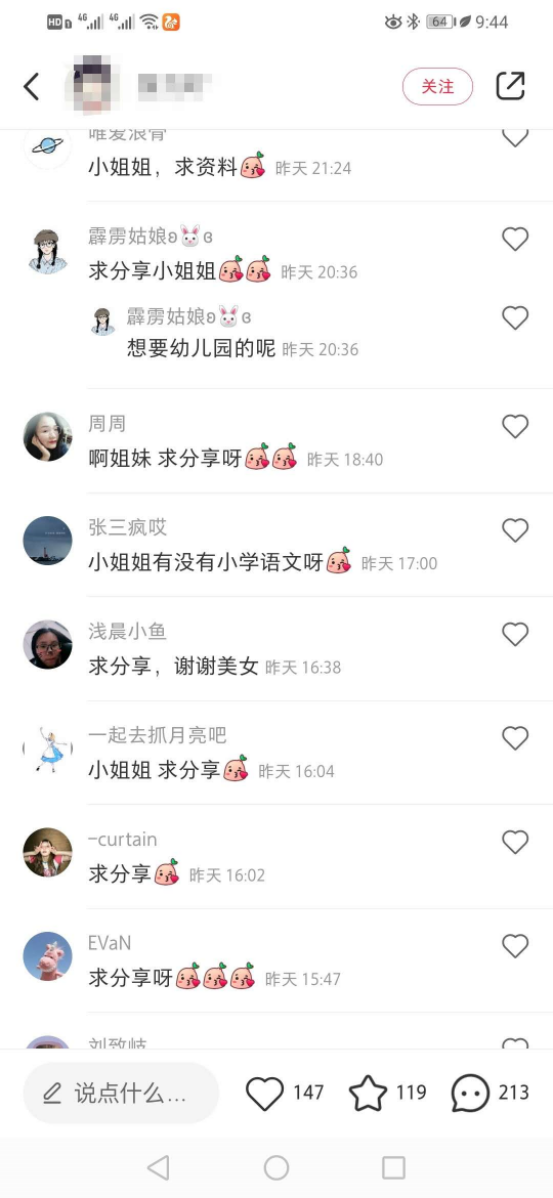 HD 4G 4G 64 9:44
关注
唯爱浪骨
小姐姐，求资料 昨天 21:24
霹雳姑娘ʚ🐰ɞ
求分享小姐姐 昨天 20:36
霹雳姑娘ʚ🐰ɞ
想要幼儿园的呢 昨天 20:36
周周
啊姐妹 求分享呀 昨天 18:40
张三疯哎
小姐姐有没有小学语文呀 昨天 17:00
浅晨小鱼
求分享，谢谢美女 昨天 16:38
一起去抓月亮吧
小姐姐 求分享 昨天 16:04
-curtain
求分享 昨天 16:02
EVaN
求分享呀 昨天 15:47
刘致岐
说点什么... 147 119 213